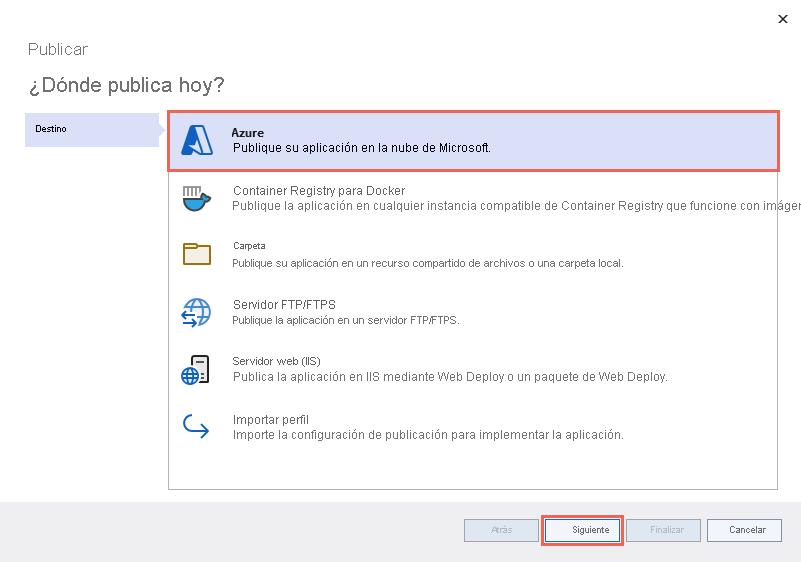 Publicar
¿Dónde publica hoy?
Destino
Azure
Publique su aplicación en la nube de Microsoft.
Container Registry para Docker
Publique la aplicación en cualquier instancia compatible de Container Registry que funcione con imáger
Carpeta
Publique su aplicación en un recurso compartido de archivos o una carpeta local.
Servidor FTP/FTPS
Publique la aplicación en un servidor FTP/FTPS.
Servidor web (IIS)
Publica la aplicación en IIS mediante Web Deploy o un paquete de Web Deploy.
Importar perfil
Importe la configuración de publicación para implementar la aplicación.
Atrás
Siguiente
Finalizar
Cancelar